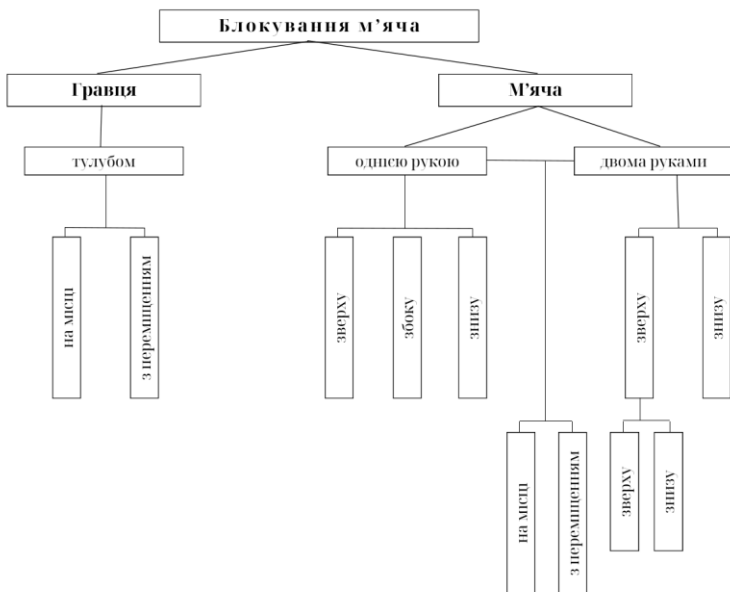 Блокування м’яча
Гравця
М’яча
тулубом
однією рукою
двома руками
на місці
з переміщенням
зверху
збоку
знизу
зверху
знизу
на місці
з переміщенням
зверху
знизу